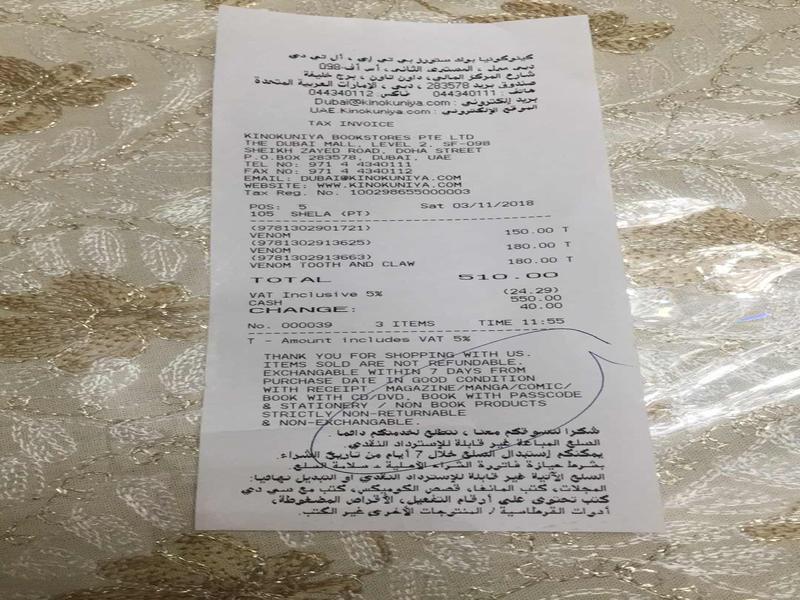 كينوكونيا بوك ستورز بي تي إي . أل تي دي
دبي مول , المستوى الثاني , أس أف-098
شارع المركز المالي, داون تاون , برج خليفة
صندوق بريد 283578 , دبي , الإمارات العربية المتحدة
هاتف : 044340111 فاكس: 044340112
بريد إلكتروني : Dubai@kinokuniya.com
الموقع الإلكتروني : UAE.Kinokuniya.com
TAX INVOICE
KINOKUNIYA BOOKSTORES PTE LTD
THE DUBAI MALL, LEVEL 2, SF-098
SHEIKH ZAYED ROAD, DOHA STREET
P.O.BOX 283578, DUBAI, UAE
TEL NO: 971 4 4340111
FAX NO: 971 4 4340112
EMAIL: DUBAI@KINOKUNIYA.COM
WEBSITE: WWW.KINOKUNIYA.COM
Tax Reg. No. 100298655000003
POS: 5 Sat 03/11/2018
105 SHELA (PT)
(9781302901721)
VENOM 150.00 T
(9781302913625)
VENOM 180.00 T
(9781302913663)
VENOM TOOTH AND CLAW 180.00 T
TOTAL 510.00
VAT Inclusive 5% (24.29)
CASH 550.00
CHANGE: 40.00
No. 000039 3 ITEMS TIME 11:55
T - Amount includes VAT 5%
THANK YOU FOR SHOPPING WITH US.
ITEMS SOLD ARE NOT REFUNDABLE.
EXCHANGABLE WITHIN 7 DAYS FROM
PURCHASE DATE IN GOOD CONDITION
WITH RECEIPT. MAGAZINE/MANGA/COMIC/
BOOK WITH CD/DVD, BOOK WITH PASSCODE
& STATIONERY / NON BOOK PRODUCTS
STRICTLY NON-RETURNABLE
& NON-EXCHANGABLE.
شكرا لتسوقكم معنا , نتطلع لخدمتكم دائما .
السلع المباعة غير قابلة للإسترداد النقدي.
يمكنكم إستبدال السلع خلال 7 أيام من تاريخ الشراء.
بشرط حيازة فاتورة الشراء الأصلية و سلامة السلع.
السلع الآتية غير قابلة للإسترداد النقدي أو التبديل نهائيا:
المجلات, كتب المانغا, قصص الكوميكس, كتب مع سي دي
كتب تحتوي على أرقام التفعيل, الأقراص المضغوطة,
أدوات القرطاسية / المنتوجات الأخرى غير الكتب.